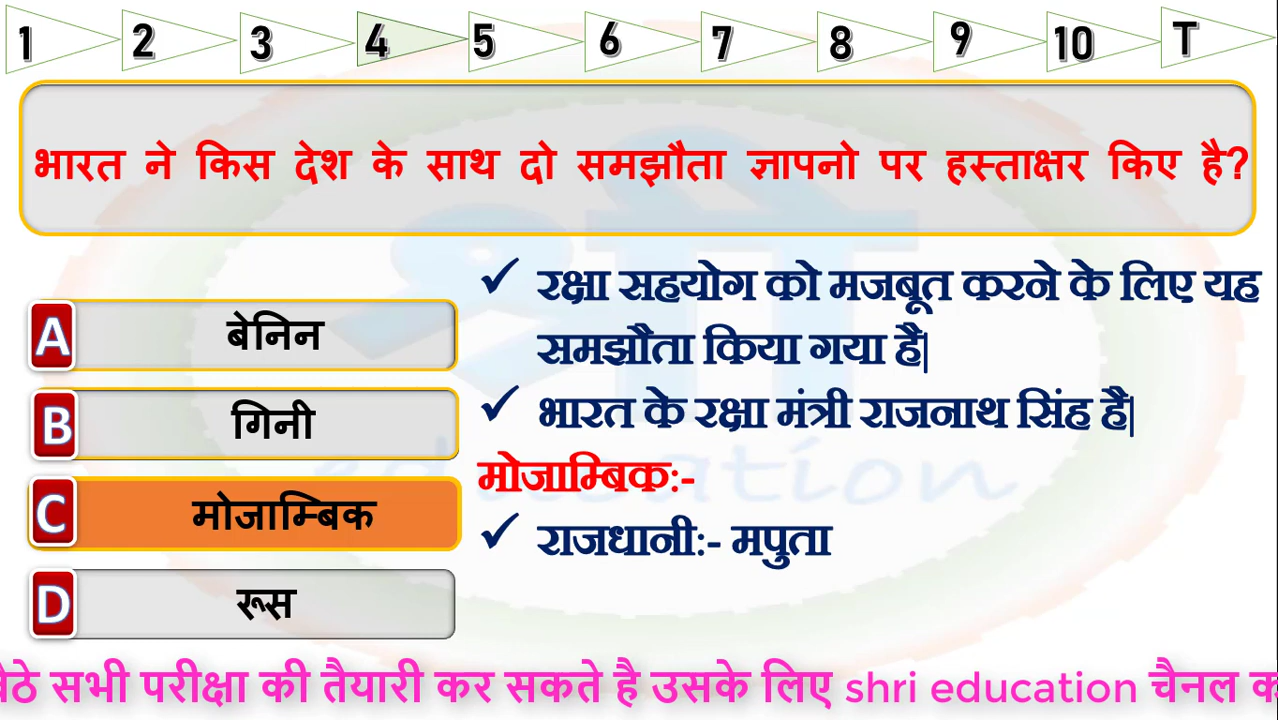 1 2 3 4 5 6 7 8 9 10 T
भारत ने किस देश के साथ दो समझौता ज्ञापनो पर हस्ताक्षर किए है?
✓ रक्षा सहयोग को मजबूत करने के लिए यह
समझौता किया गया है|
✓ भारत के रक्षा मंत्री राजनाथ सिंह है|
मोजाम्बिक:-
✓ राजधानी:- मपुता
A बेनिन
B गिनी
C मोजाम्बिक
D रूस
सभी परीक्षा की तैयारी कर सकते है उसके लिए shri education चैनल
श्री
education